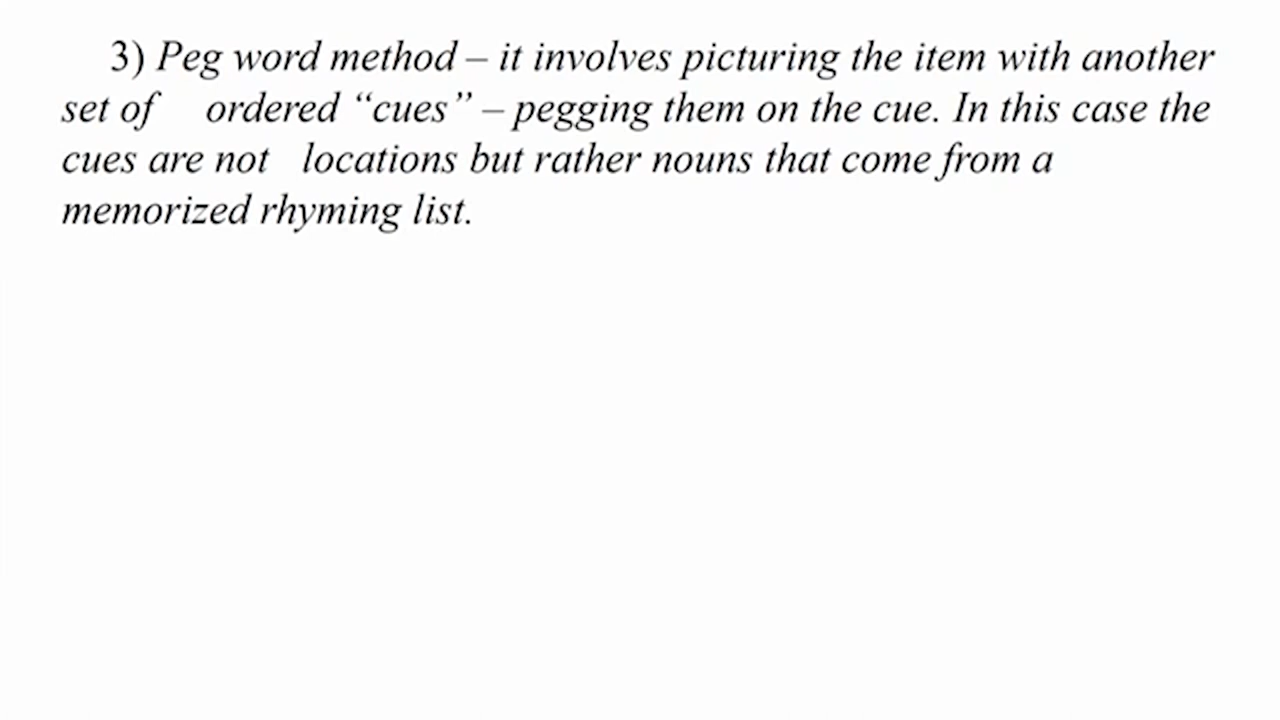 3) Peg word method – it involves picturing the item with another
set of ordered “cues” – pegging them on the cue. In this case the
cues are not locations but rather nouns that come from a
memorized rhyming list.